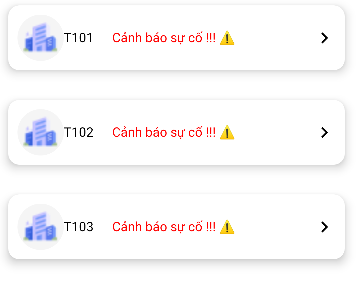 T101 Cảnh báo sự cố !!! ⚠️
T102 Cảnh báo sự cố !!! ⚠️
T103 Cảnh báo sự cố !!! ⚠️